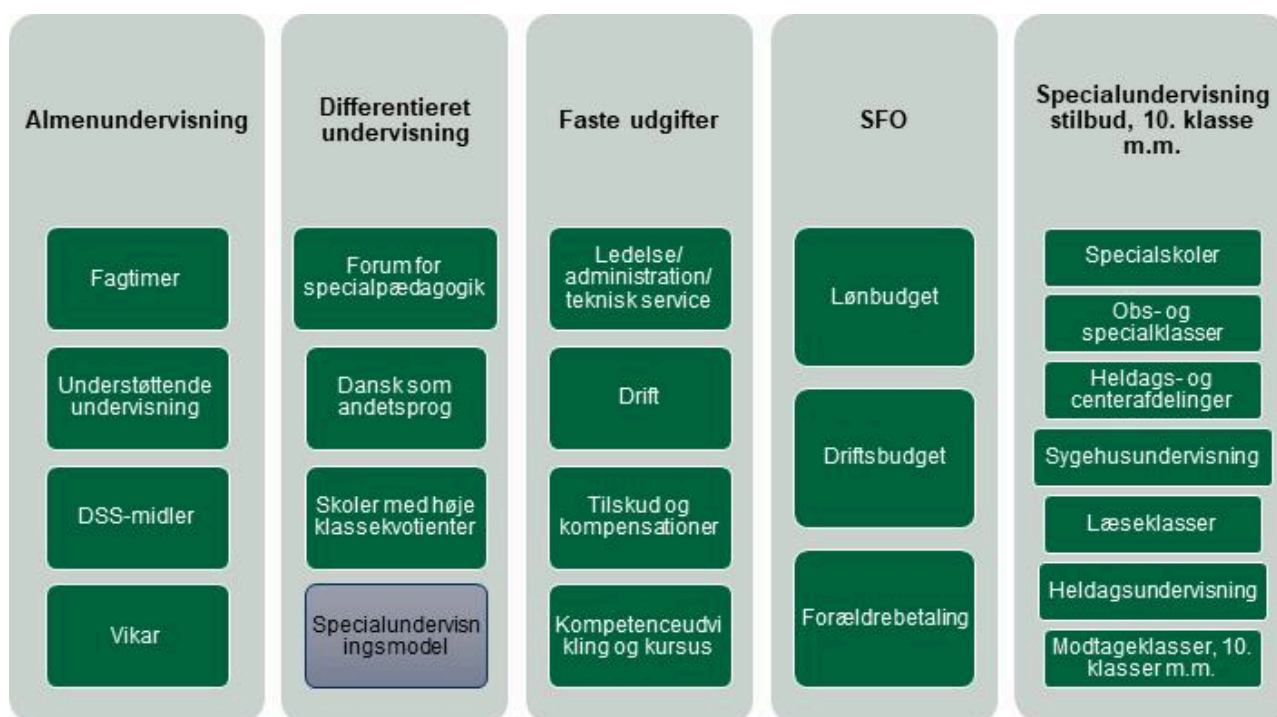 Almenundervisning
Fagtimer
Understøttende
undervisning
DSS-midler
Vikar
Differentieret
undervisning
Forum for
specialpædagogik
Dansk som
andetsprog
Skoler med høje
klassekvotienter
Specialundervisn
ingsmodel
Faste udgifter
Ledelse/
administration/
teknisk service
Drift
Tilskud og
kompensationer
Kompetenceudvi
kling og kursus
SFO
Lønbudget
Driftsbudget
Forældrebetaling
Specialundervisning
stilbud, 10. klasse
m.m.
Specialskoler
Obs- og
specialklasser
Heldags- og
centerafdelinger
Sygehusundervisning
Læseklasser
Heldagsundervisning
Modtageklasser, 10.
klasser m.m.